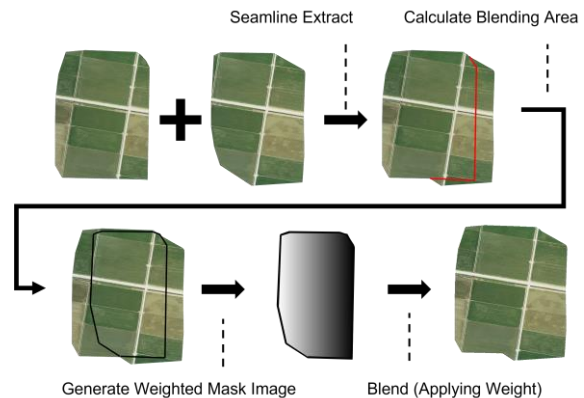 Seamline Extract
Calculate Blending Area
Generate Weighted Mask Image
Blend (Applying Weight)